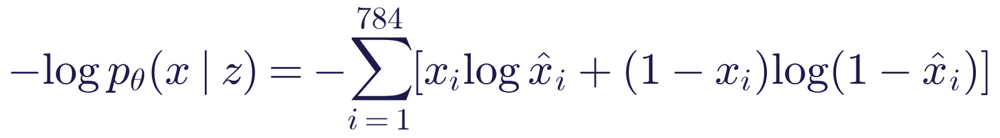 −log p_θ(x | z) = −∑_{i=1}^{784}[x_i log x̂_i + (1 − x_i)log(1 − x̂_i)]